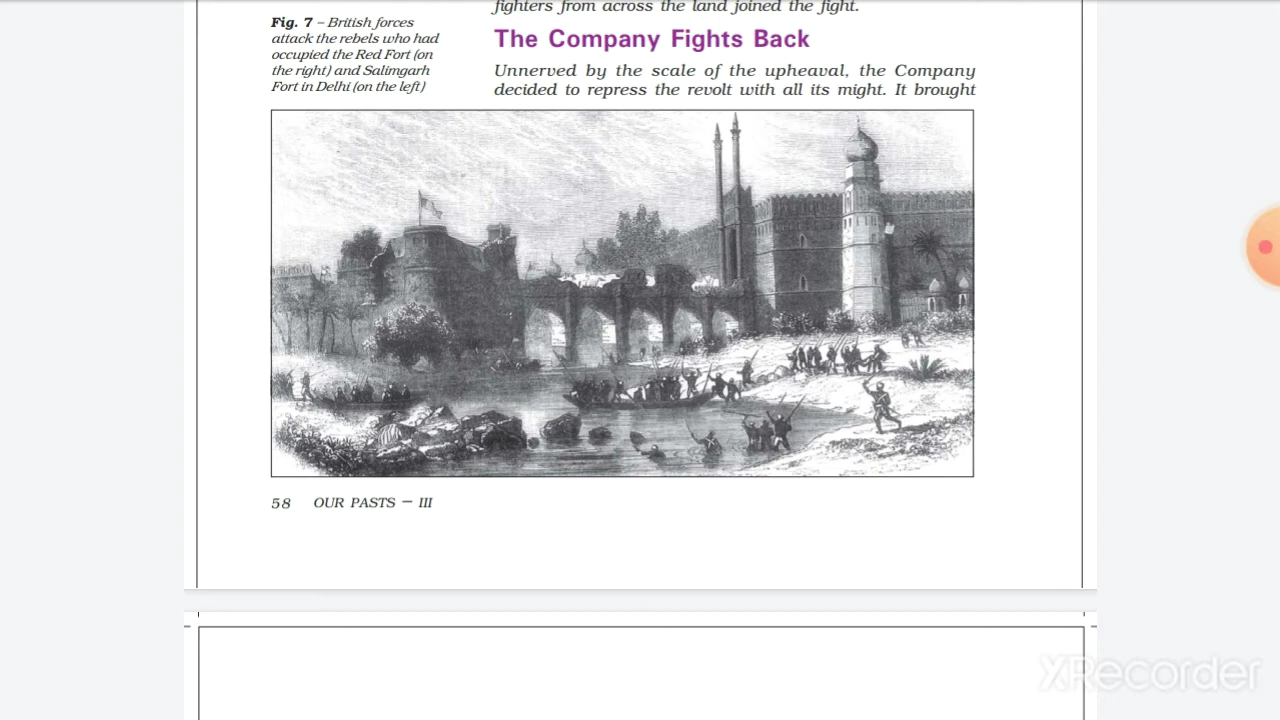 fighters from across the land joined the fight.
Fig. 7 – British forces
attack the rebels who had
occupied the Red Fort (on
the right) and Salimgarh
Fort in Delhi (on the left)
The Company Fights Back
Unnerved by the scale of the upheaval, the Company
decided to repress the revolt with all its might. It brought
58 OUR PASTS – III
XRecorder